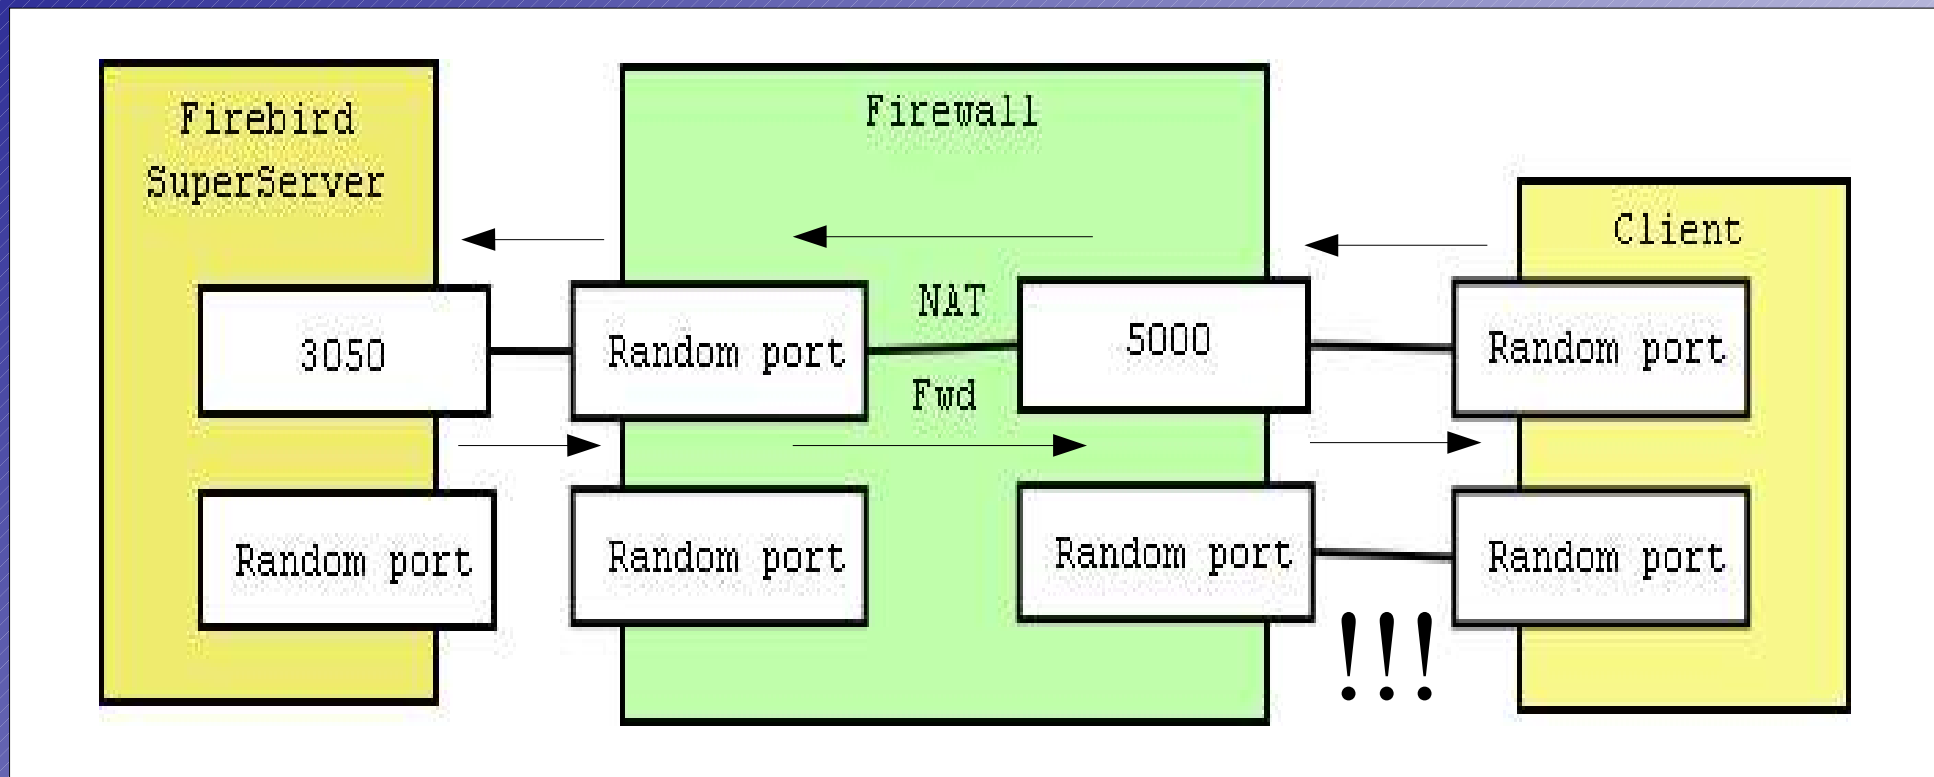 Firebird
SuperServer
Firewall
Client
NAT
3050
Random port
5000
Random port
Fwd
Random port
Random port
Random port
Random port
!!!